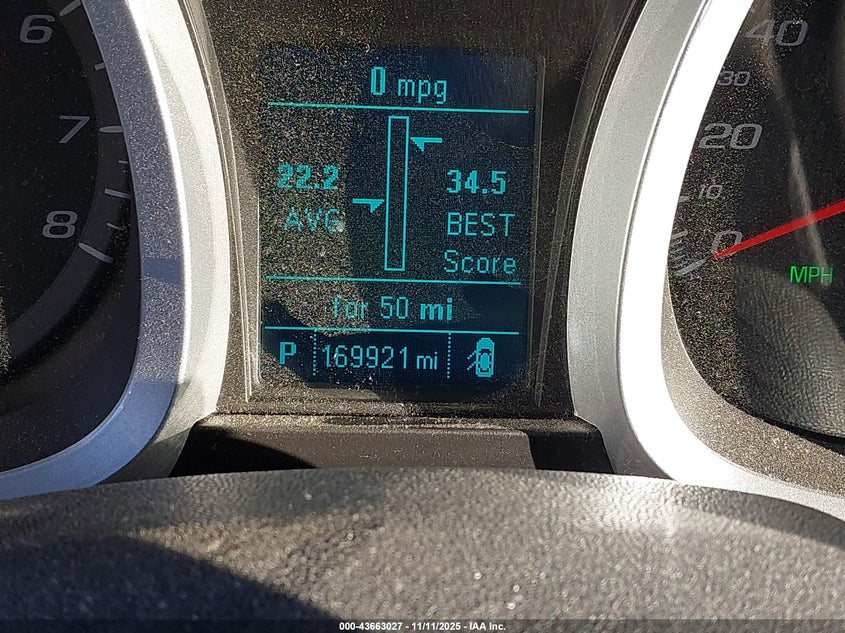 6
7
8
0 mpg
22.2
AVG
34.5
BEST
Score
for 50 mi
P 169921 mi
40
30
20
10
0
MPH
000-43663027 - 11/11/2025 - IAA Inc.